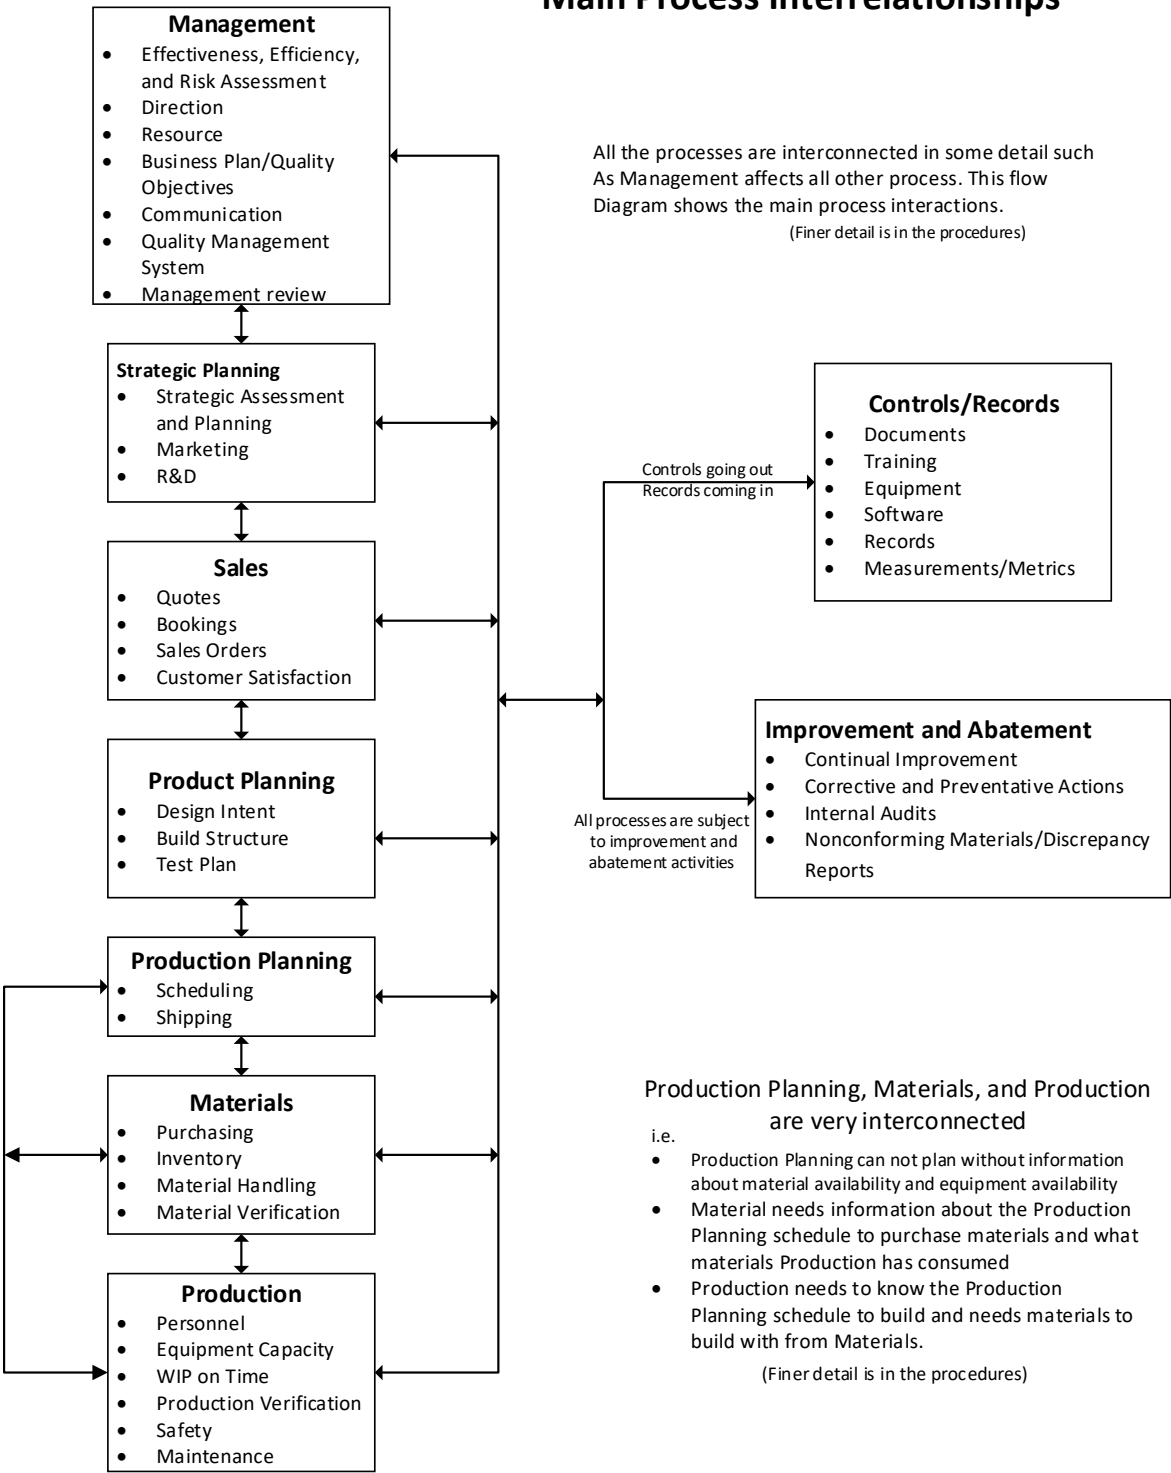 Main Process Interrelationships
Management
• Effectiveness, Efficiency,
and Risk Assessment
• Direction
• Resource
• Business Plan/Quality
Objectives
• Communication
• Quality Management
System
• Management review
All the processes are interconnected in some detail such
As Management affects all other process. This flow
Diagram shows the main process interactions.
(Finer detail is in the procedures)
Strategic Planning
• Strategic Assessment
and Planning
• Marketing
• R&D
Controls going out
Records coming in
Controls/Records
• Documents
• Training
• Equipment
• Software
• Records
• Measurements/Metrics
Sales
• Quotes
• Bookings
• Sales Orders
• Customer Satisfaction
Product Planning
• Design Intent
• Build Structure
• Test Plan
All processes are subject
to improvement and
abatement activities
Improvement and Abatement
• Continual Improvement
• Corrective and Preventative Actions
• Internal Audits
• Nonconforming Materials/Discrepancy
Reports
Production Planning
• Scheduling
• Shipping
Materials
• Purchasing
• Inventory
• Material Handling
• Material Verification
Production
• Personnel
• Equipment Capacity
• WIP on Time
• Production Verification
• Safety
• Maintenance
Production Planning, Materials, and Production
are very interconnected
i.e.
• Production Planning can not plan without information
about material availability and equipment availability
• Material needs information about the Production
Planning schedule to purchase materials and what
materials Production has consumed
• Production needs to know the Production
Planning schedule to build and needs materials to
build with from Materials.
(Finer detail is in the procedures)